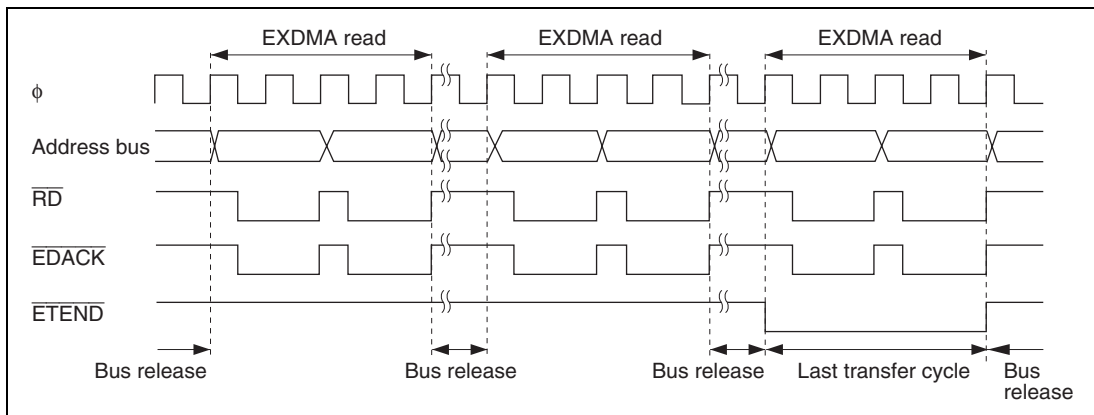 EXDMA read EXDMA read EXDMA read
ϕ
Address bus
RD
EDACK
ETEND
Bus release Bus release Bus release Last transfer cycle Bus
release